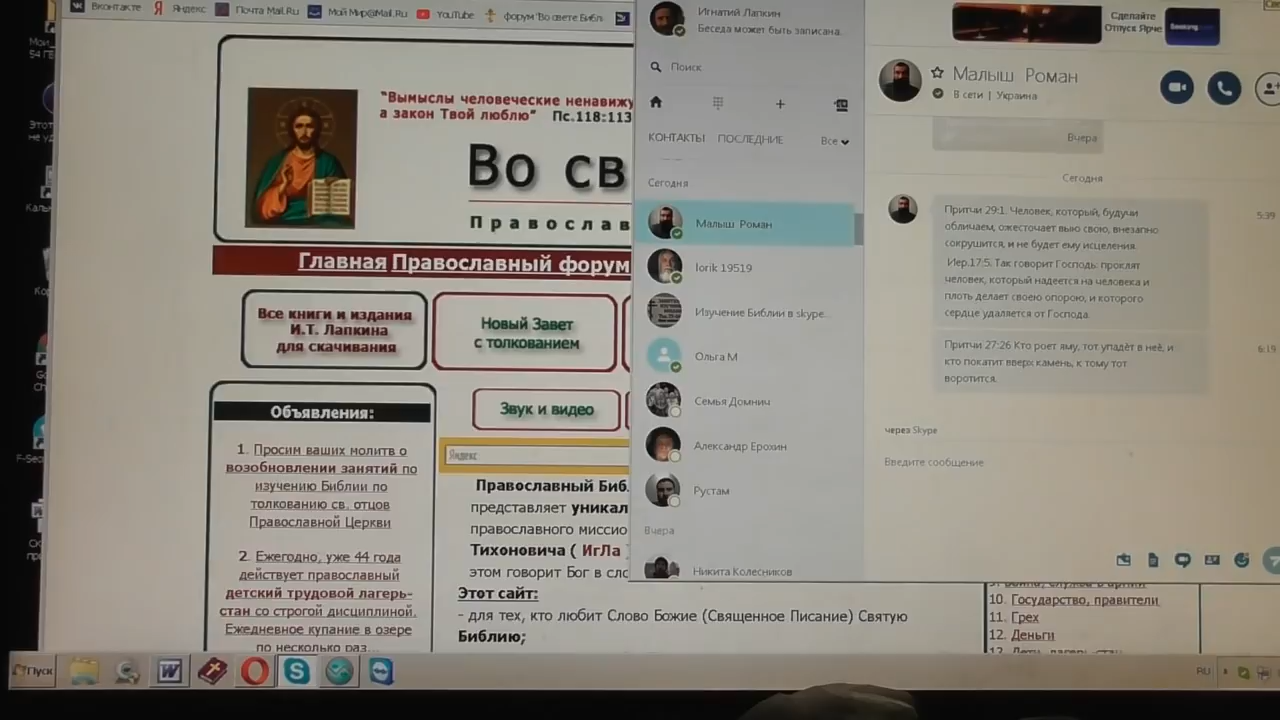 Вконтакте Яндекс Почта Mail.Ru Мой Мир@Mail.Ru YouTube форум 'Во свете Библ
"Вымыслы человеческие ненавижу
а закон Твой люблю" Пс.118:113
Во св
Православ
Главная Православный форум
Все книги и издания
И.Т. Лапкина
для скачивания
Новый Завет
с толкованием
Объявления:
Звук и видео
Яндекс
1. Просим ваших молитв о
возобновлении занятий по
изучению Библии по
толкованию св. отцов
Православной Церкви
2. Ежегодно, уже 44 года
действует православный
детский трудовой лагерь-
стан со строгой дисциплиной.
Ежедневное купание в озере
по несколько раз...
Православный Биб
представляет уникал
православного миссио
Тихоновича ( ИгЛа
этом говорит Бог в сло
Этот сайт:
- для тех, кто любит Слово Божие (Священное Писание) Святую
Библию;
10. Государство, правители
11. Грех
12. Деньги
Игнатий Лапкин
Беседа может быть записана.
Поиск
КОНТАКТЫ ПОСЛЕДНИЕ Все
Сегодня
Малыш Роман
lorik 19519
Изучение Библии в skype...
Ольга М
Семья Домнич
Александр Ерохин
Рустам
Вчера
Никита Колесников
Сделайте
Отпуск Ярче
Малыш Роман
В сети | Украина
Вчера
Сегодня
Притчи 29:1. Человек, который, будучи
обличаем, ожесточает выю свою, внезапно
сокрушится, и не будет ему исцеления.
Иер.17:5. Так говорит Господь: проклят
человек, который надеется на человека и
плоть делает своею опорою, и которого
сердце удаляется от Господа.
5:39
Притчи 27:26 Кто роет яму, тот упадёт в неё, и
кто покатит вверх камень, к тому тот
воротится.
6:19
через Skype
Введите сообщение
Пуск
RU